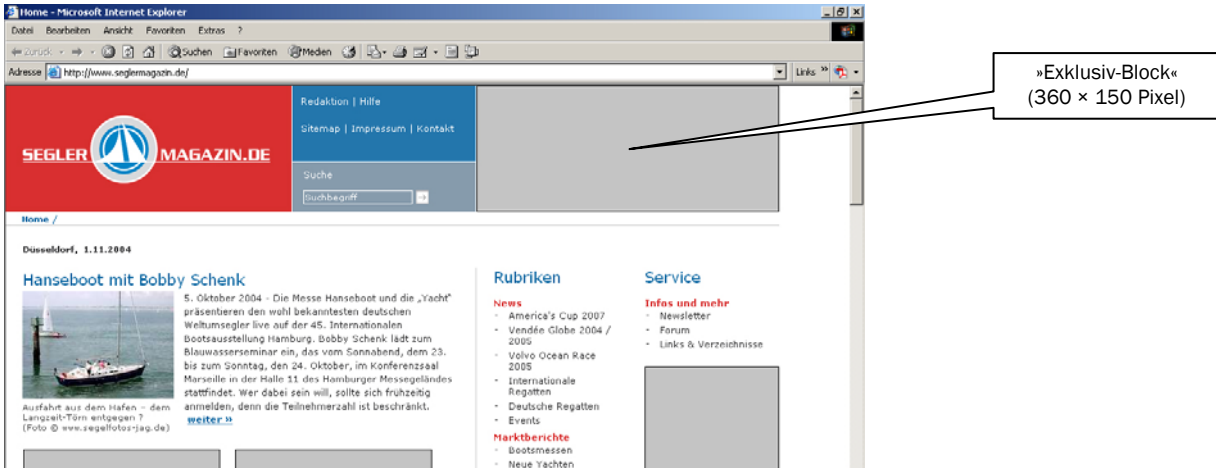 Home - Microsoft Internet Explorer
Datei Bearbeiten Ansicht Favoriten Extras ?
Zurück Suchen Favoriten Medien
Adresse http://www.seglermagazin.de/ Links »
»Exklusiv-Block«
(360 × 150 Pixel)
Redaktion | Hilfe
Sitemap | Impressum | Kontakt
SEGLER MAGAZIN.DE
Suche
Suchbegriff
Home /
Düsseldorf, 1.11.2004
Hanseboot mit Bobby Schenk
5. Oktober 2004 - Die Messe Hanseboot und die „Yacht“
präsentieren den wohl bekanntesten deutschen
Weltumsegler live auf der 45. Internationalen
Bootsausstellung Hamburg. Bobby Schenk lädt zum
Blauwasserseminar ein, das vom Sonnabend, dem 23.
bis zum Sonntag, den 24. Oktober, im Konferenzsaal
Marseille in der Halle 11 des Hamburger Messegeländes
stattfindet. Wer dabei sein will, sollte sich frühzeitig
anmelden, denn die Teilnehmerzahl ist beschränkt.
weiter »
Ausfahrt aus dem Hafen – dem
Langzeit-Törn entgegen ?
(Foto © www.segelfotos-jag.de)
Rubriken
News
- America's Cup 2007
- Vendée Globe 2004 /
2005
- Volvo Ocean Race
2005
- Internationale
Regatten
- Deutsche Regatten
- Events
Marktberichte
- Bootsmessen
- Neue Yachten
Service
Infos und mehr
- Newsletter
- Forum
- Links & Verzeichnisse